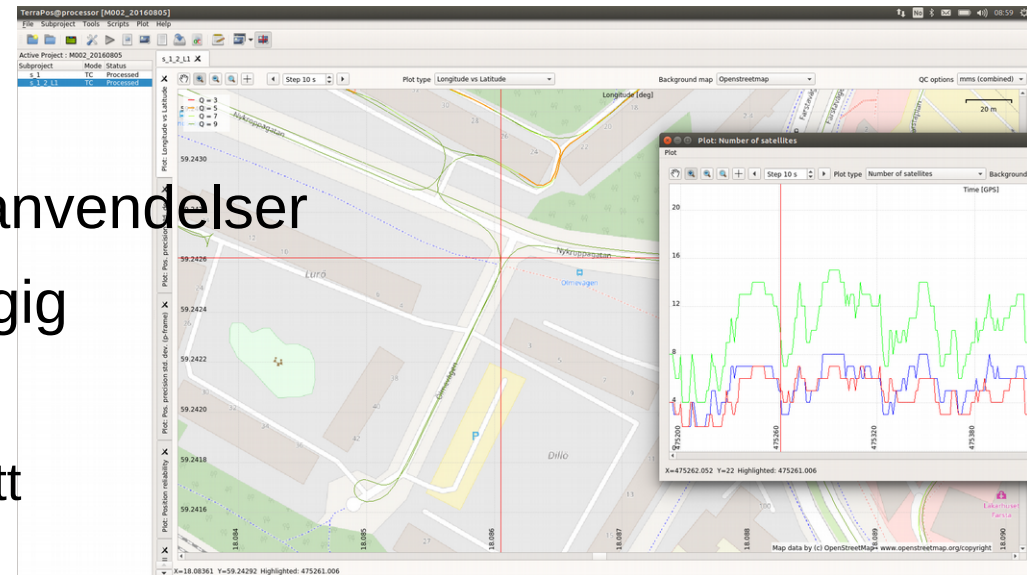 TerraPos@processor [M002_20160805]
No
08:59
File Subproject Tools Scripts Plot Help
Active Project : M002_20160805
Subproject Mode Status
s_1 TC Processed
s_1_2_L1 TC Processed
s_1_2_L1
Step 10 s
Plot type Longitude vs Latitude
Background map Openstreetmap
QC options mms (combined)
Plot: Longitude vs Latitude
Plot: Pos. precision std. dev. (p-frame)
Plot: Position reliability
Longitude [deg]
Q = 3
Q = 5
Q = 7
Q = 9
20 m
Nykroppagatan
59.2430
59.2426
59.2424
59.2422
59.2420
59.2418
59.2416
Lurö
Nykroppagatan
Olmevägen
P
Dillö
18.084
18.085
18.086
18.087
18.089
18.090
Map data by (c) OpenStreetMap - www.openstreetmap.org/copyright
X=18.08361 Y=59.24292 Highlighted: 475261.006
Plot: Number of satellites
Plot
Step 10 s
Plot type Number of satellites
Background
Time [GPS]
20
16
12
8
4
475200
475260
475320
475380
X=475262.052 Y=22 Highlighted: 475261.006
anvendelser
gig
tt